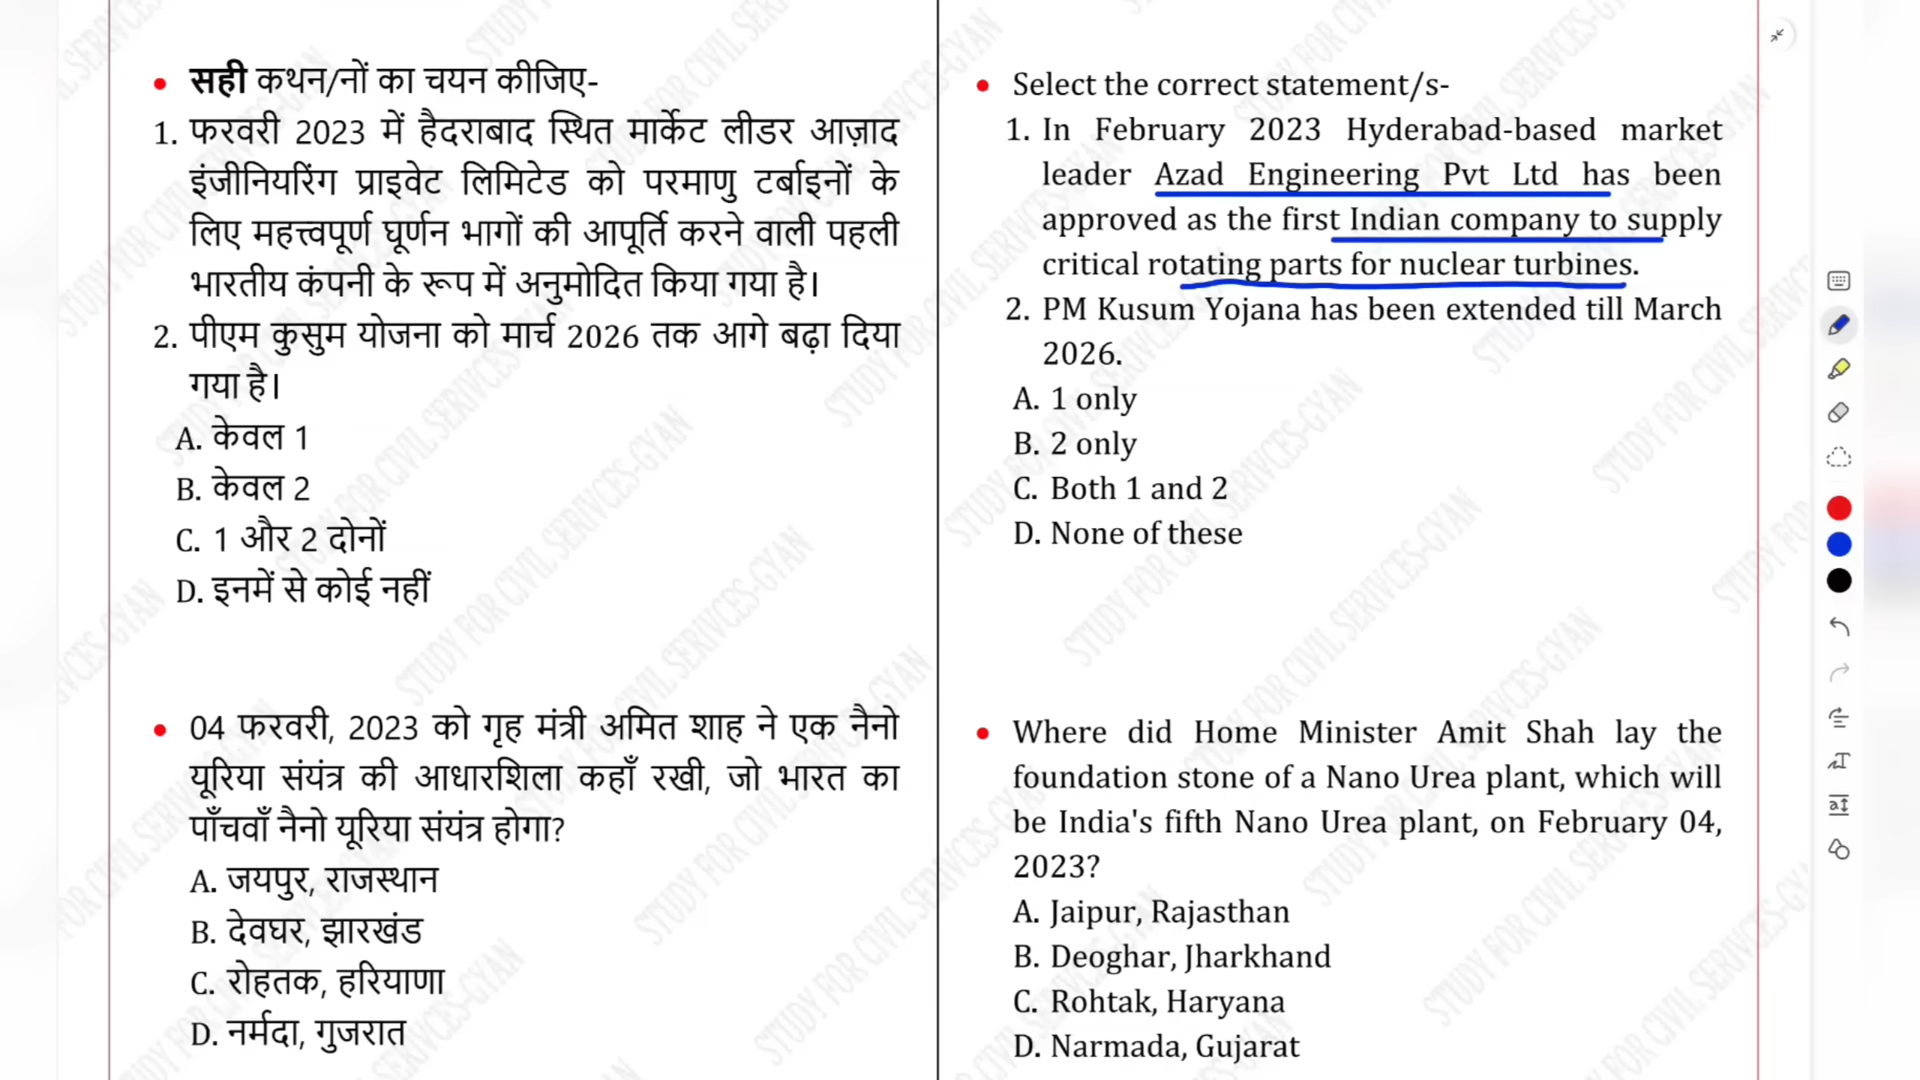 सही कथन/नों का चयन कीजिए-
1. फरवरी 2023 में हैदराबाद स्थित मार्केट लीडर आज़ाद
इंजीनियरिंग प्राइवेट लिमिटेड को परमाणु टर्बाइनों के
लिए महत्त्वपूर्ण घूर्णन भागों की आपूर्ति करने वाली पहली
भारतीय कंपनी के रूप में अनुमोदित किया गया है।
2. पीएम कुसुम योजना को मार्च 2026 तक आगे बढ़ा दिया
गया है।
A. केवल 1
B. केवल 2
C. 1 और 2 दोनों
D. इनमें से कोई नहीं
04 फरवरी, 2023 को गृह मंत्री अमित शाह ने एक नैनो
यूरिया संयंत्र की आधारशिला कहाँ रखी, जो भारत का
पाँचवाँ नैनो यूरिया संयंत्र होगा?
A. जयपुर, राजस्थान
B. देवघर, झारखंड
C. रोहतक, हरियाणा
D. नर्मदा, गुजरात
Select the correct statement/s-
1. In February 2023 Hyderabad-based market
leader Azad Engineering Pvt Ltd has been
approved as the first Indian company to supply
critical rotating parts for nuclear turbines.
2. PM Kusum Yojana has been extended till March
2026.
A. 1 only
B. 2 only
C. Both 1 and 2
D. None of these
Where did Home Minister Amit Shah lay the
foundation stone of a Nano Urea plant, which will
be India's fifth Nano Urea plant, on February 04,
2023?
A. Jaipur, Rajasthan
B. Deoghar, Jharkhand
C. Rohtak, Haryana
D. Narmada, Gujarat
STUDY FOR CIVIL SERIVCES-GYAN